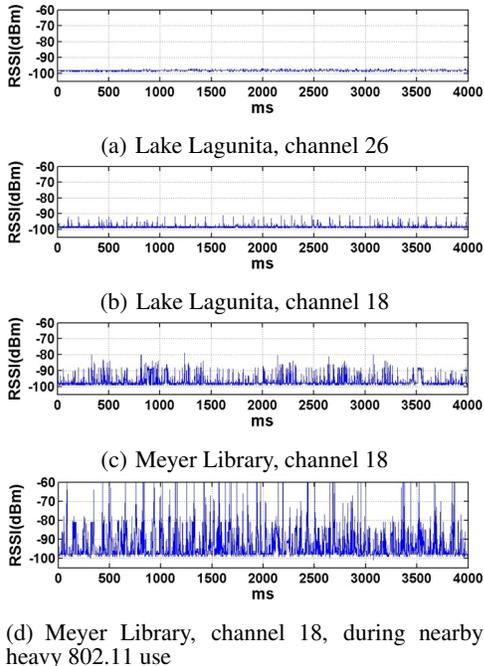 -60
-70
-80
-90
-100
RSSI(dBm)
0 500 1000 1500 2000 2500 3000 3500 4000
ms
(a) Lake Lagunita, channel 26
-60
-70
-80
-90
-100
RSSI(dBm)
0 500 1000 1500 2000 2500 3000 3500 4000
ms
(b) Lake Lagunita, channel 18
-60
-70
-80
-90
-100
RSSI(dBm)
0 500 1000 1500 2000 2500 3000 3500 4000
ms
(c) Meyer Library, channel 18
-60
-70
-80
-90
-100
RSSI(dBm)
0 500 1000 1500 2000 2500 3000 3500 4000
ms
(d) Meyer Library, channel 18, during nearby
heavy 802.11 use